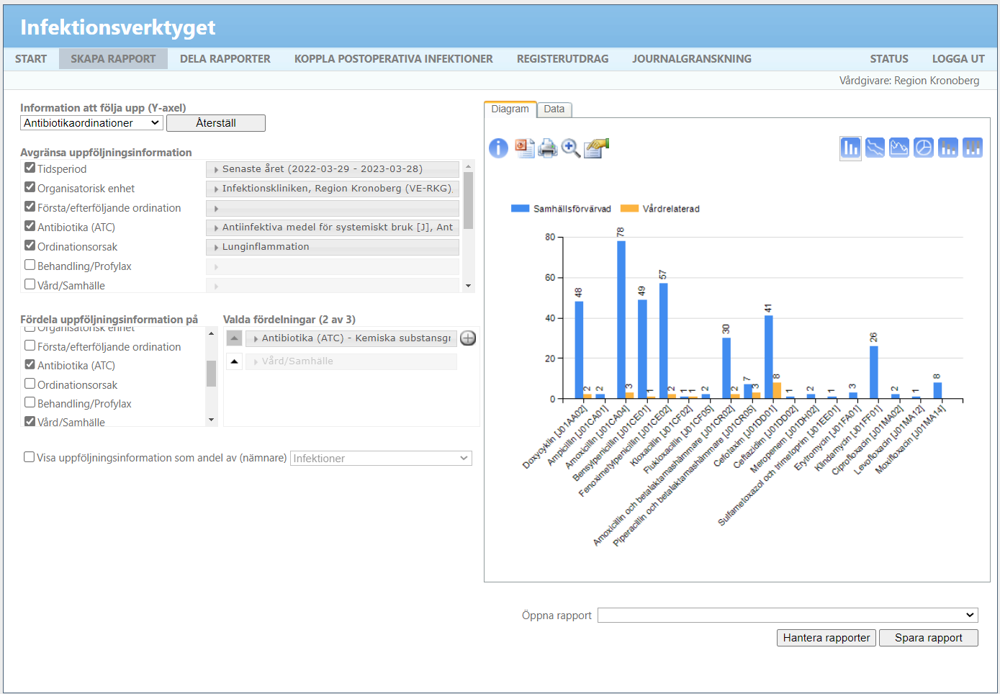 Infektionsverktyget
START SKAPA RAPPORT DELA RAPPORTER KOPPLA POSTOPERATIVA INFEKTIONER REGISTERUTDRAG JOURNALGRANSKNING STATUS LOGGA UT
Vårdgivare: Region Kronoberg
Information att följa upp (Y-axel)
Antibiotikaordinationer Återställ
Avgränsa uppföljningsinformation
Tidsperiod Senaste året (2022-03-29 - 2023-03-28)
Organisatorisk enhet Infektionskliniken, Region Kronoberg (VE-RKG),
Första/efterföljande ordination
Antibiotika (ATC) Antiinfektiva medel för systemiskt bruk [J], Ant
Ordinationsorsak Lunginflammation
Behandling/Profylax
Vård/Samhälle
Fördela uppföljningsinformation på
Organisatorisk enhet
Första/efterföljande ordination
Antibiotika (ATC)
Ordinationsorsak
Behandling/Profylax
Vård/Samhälle
Valda fördelningar (2 av 3)
Antibiotika (ATC) - Kemiska substansgr
Vård/Samhälle
Visa uppföljningsinformation som andel av (nämnare) Infektioner
Diagram Data
Samhällsförvärvad Vårdrelaterad
80
60
40
20
0
48 2 2 78 3 49 1 57 2 1 1 2 30 2 7 3 41 8 1 2 1 3 26 2 1 8
Doxycyklin [J01AA02]
Ampicillin [J01CA01]
Amoxicillin [J01CA04]
Bensylpenicillin [J01CE01]
Fenoximetylpenicillin [J01CE02]
Kloxacillin [J01CF02]
Flukloxacillin [J01CF05]
Amoxicillin och betalaktamashämmare [J01CR02]
Piperacillin och betalaktamashämmare [J01CR05]
Cefotaxim [J01DD01]
Ceftazidim [J01DD02]
Meropenem [J01DH02]
Sulfametoxazol och trimetoprim [J01EE01]
Erytromycin [J01FA01]
Klindamycin [J01FF01]
Ciprofloxacin [J01MA02]
Levofloxacin [J01MA12]
Moxifloxacin [J01MA14]
Öppna rapport
Hantera rapporter Spara rapport